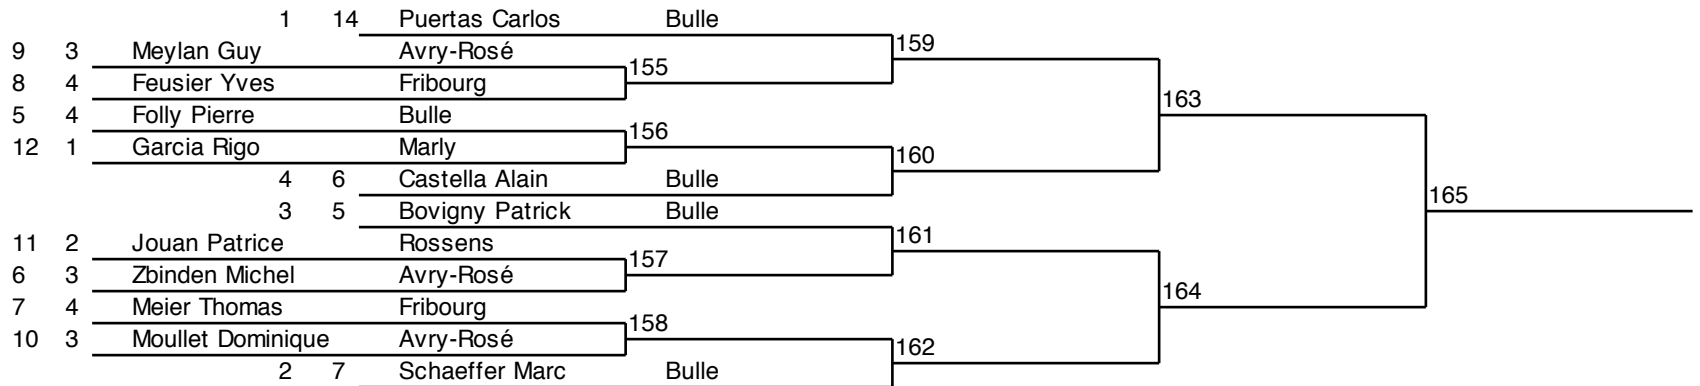 1 14 Puertas Carlos Bulle
159
9 3 Meylan Guy Avry-Rosé
155
8 4 Feusier Yves Fribourg
163
5 4 Folly Pierre Bulle
156
12 1 Garcia Rigo Marly
160
4 6 Castella Alain Bulle
165
3 5 Bovigny Patrick Bulle
161
11 2 Jouan Patrice Rossens
157
6 3 Zbinden Michel Avry-Rosé
164
7 4 Meier Thomas Fribourg
158
10 3 Moullet Dominique Avry-Rosé
162
2 7 Schaeffer Marc Bulle